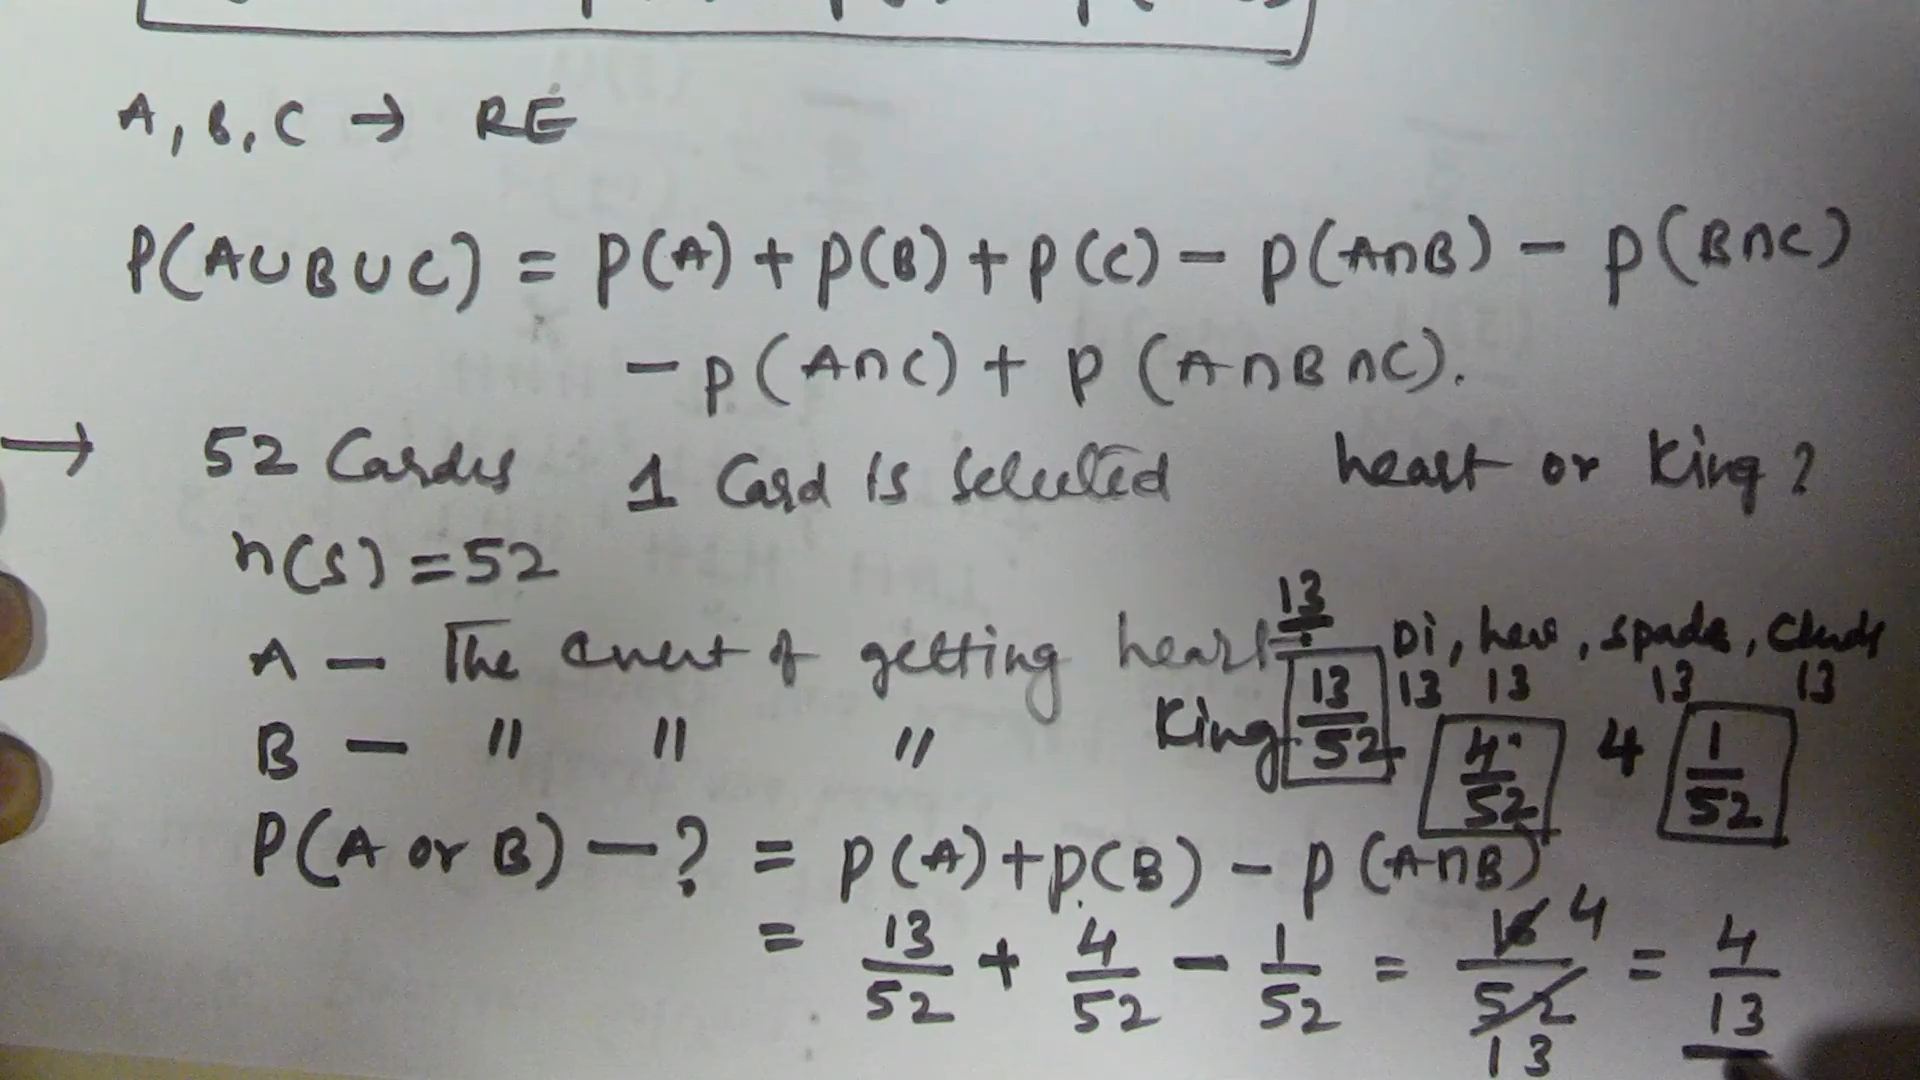 A, B, C → RE
P(A∪B∪C) = P(A) + P(B) + P(C) − P(A∩B) − P(B∩C)
− P(A∩C) + P(A∩B∩C).
→ 52 Cards 1 Card is Selected heart or King?
n(S) = 52
13
A — The event of getting heart Di, hea, spade,
13/52 13 13 13 13
B — " " " King 4/52 4 1/52
P(A or B) — ? = P(A) + P(B) − P(A∩B)
= 13/52 + 4/52 − 1/52 = 16/52 = 4/13
4
13